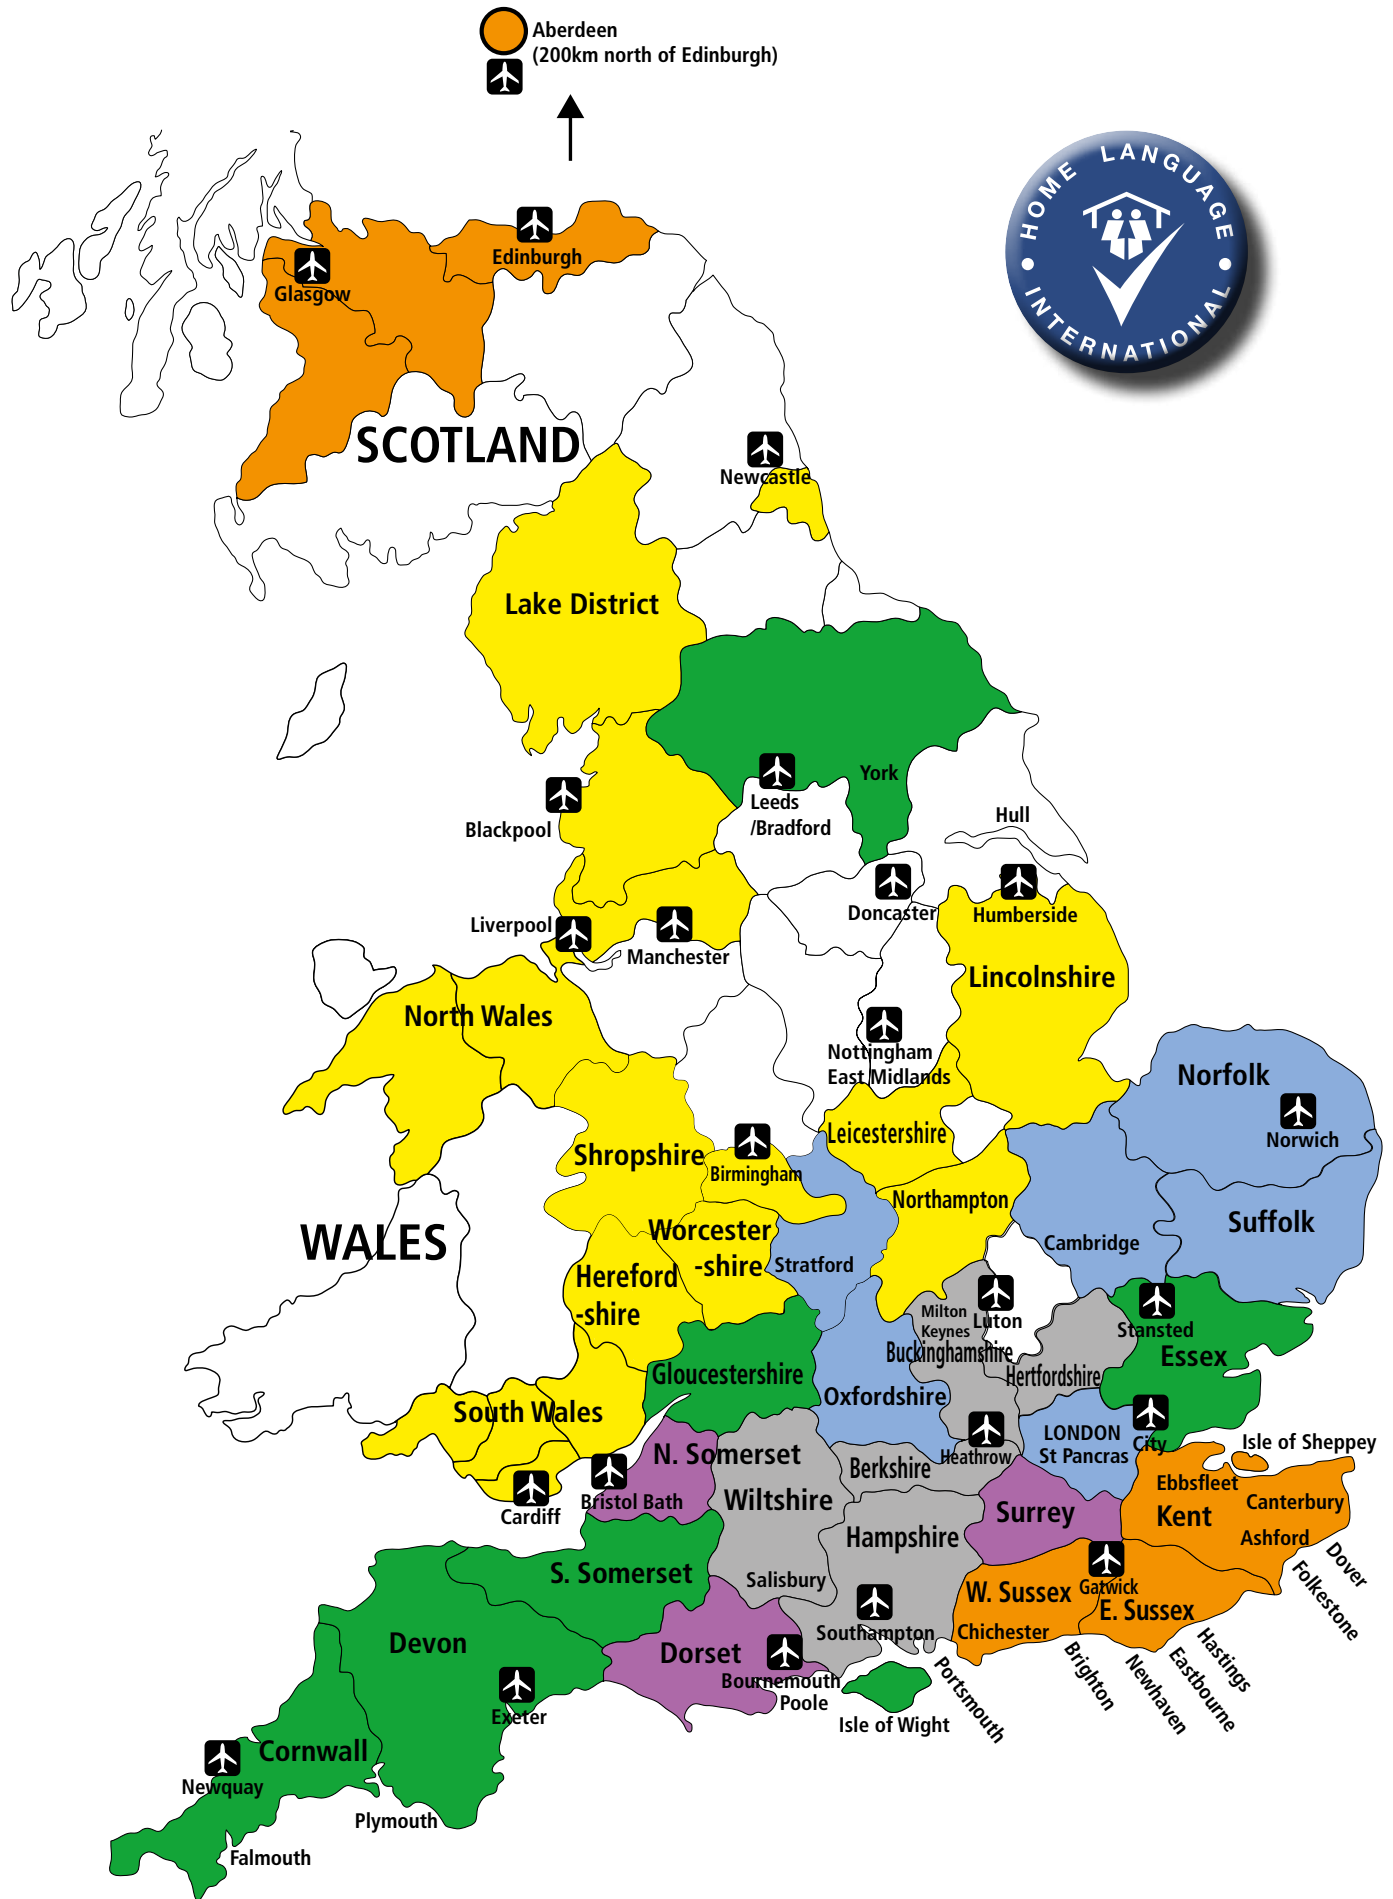 Aberdeen
(200km north of Edinburgh)
HOME LANGUAGE
INTERNATIONAL
Edinburgh
Glasgow
SCOTLAND
Newcastle
Lake District
York
Leeds
/Bradford
Hull
Blackpool
Doncaster
Humberside
Liverpool
Manchester
Lincolnshire
North Wales
Nottingham
East Midlands
Norfolk
Norwich
Leicestershire
Shropshire
Birmingham
Northampton
Suffolk
WALES
Worcester
-shire
Cambridge
Stratford
Hereford
-shire
Milton
Keynes
Luton
Stansted
Buckinghamshire
Essex
Gloucestershire
Hertfordshire
Oxfordshire
South Wales
LONDON
St Pancras
City
Isle of Sheppey
N. Somerset
Heathrow
Berkshire
Ebbsfleet
Bristol Bath
Wiltshire
Canterbury
Cardiff
Surrey
Kent
Hampshire
Ashford
Dover
Folkestone
S. Somerset
Salisbury
W. Sussex
Gatwick
E. Sussex
Southampton
Chichester
Devon
Dorset
Bournemouth
Poole
Portsmouth
Brighton
Newhaven
Eastbourne
Hastings
Isle of Wight
Exeter
Cornwall
Newquay
Plymouth
Falmouth